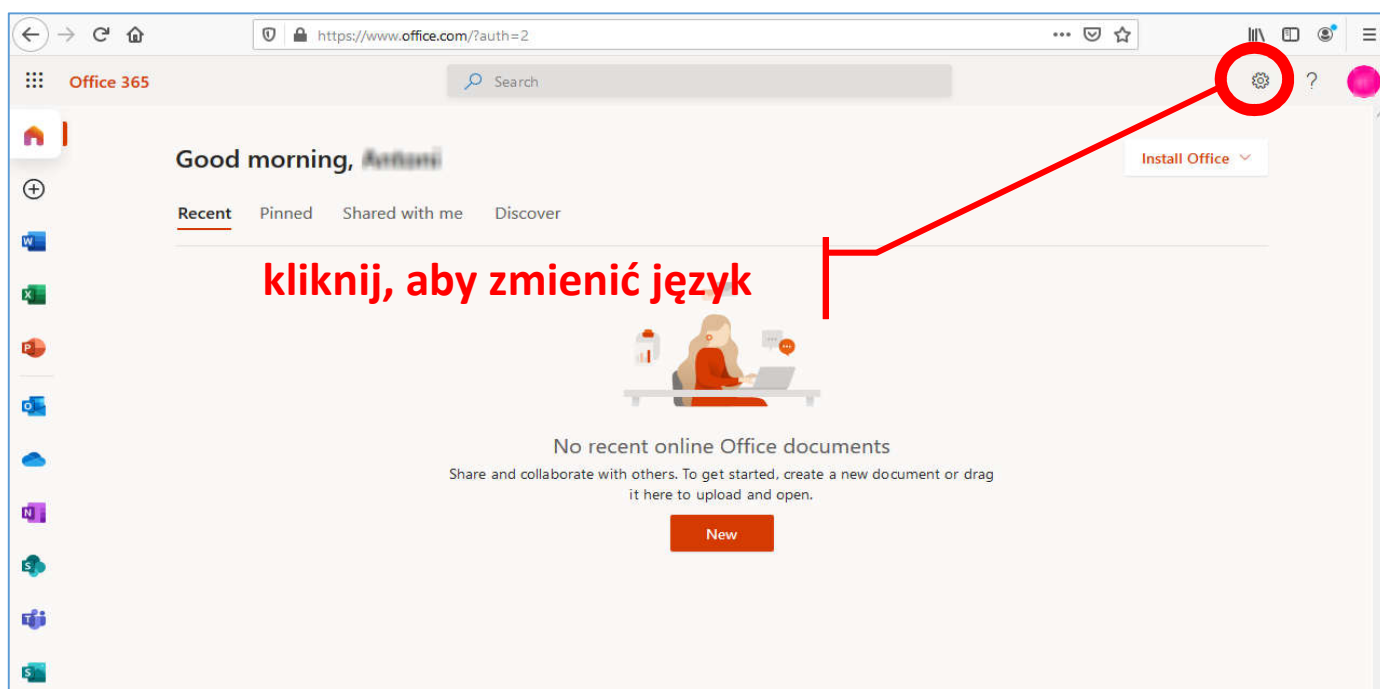 https://www.office.com/?auth=2
Office 365
Search
?
Good morning,
Install Office
Recent Pinned Shared with me Discover
kliknij, aby zmienić język
No recent online Office documents
Share and collaborate with others. To get started, create a new document or drag
it here to upload and open.
New